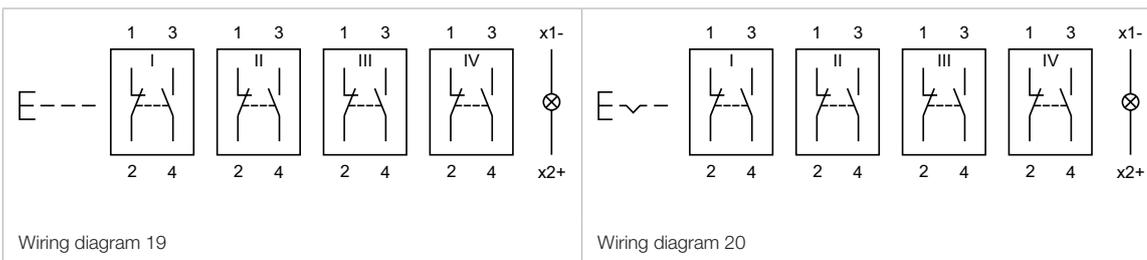 1 3 1 3 1 3 1 3 x1-
I II III IV
2 4 2 4 2 4 2 4 x2+
Wiring diagram 19
1 3 1 3 1 3 1 3 x1-
I II III IV
2 4 2 4 2 4 2 4 x2+
Wiring diagram 20